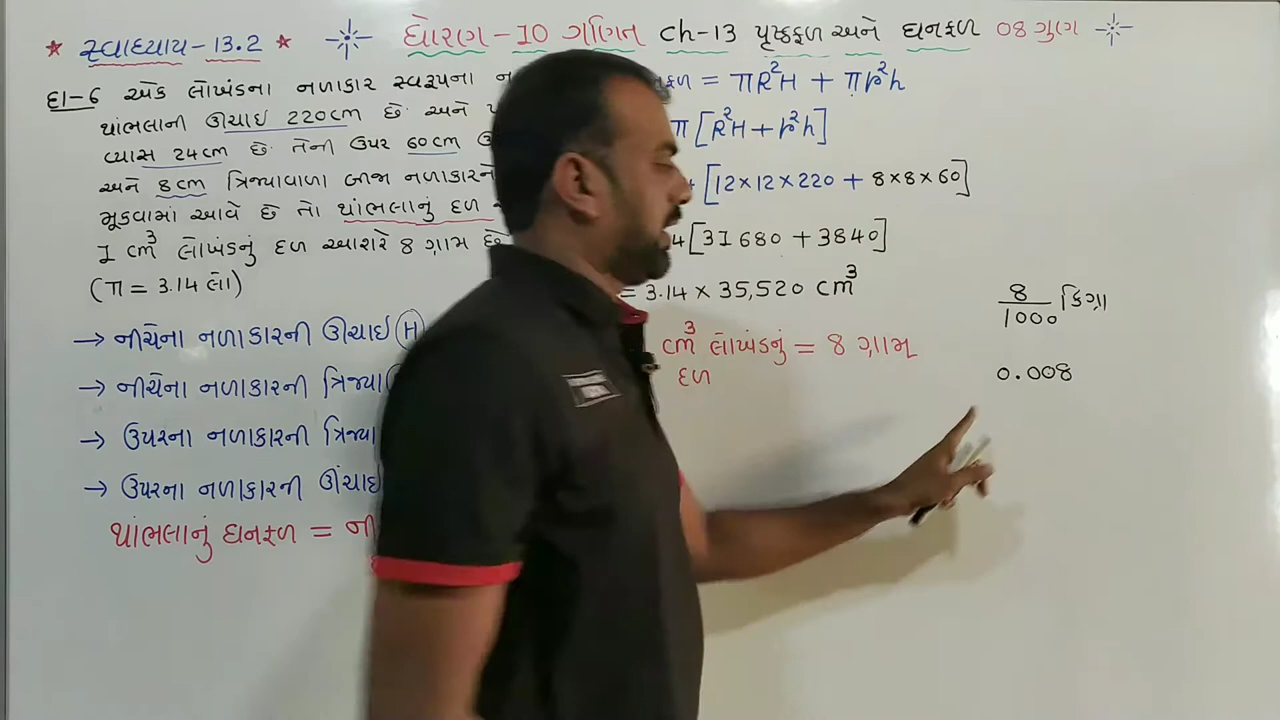 ★ સ્વાધ્યાય - 13.2 ★ ધોરણ - 10 ગણિત ch-13 પૃષ્ઠફળ અને ઘનફળ 08 ગુણ
દા-6 એક લોખંડના નળાકાર સ્વરૂપના
થાંભલાની ઊંચાઇ 220cm છે અને
વ્યાસ 24cm છે. તેની ઉપર 60cm
અને 8cm ત્રિજ્યાવાળા બીજા નળાકારને
મૂકવામાં આવે છે તો થાંભલાનું દળ
1 cm³ લોખંડનું દળ આશરે 8 ગ્રામ છે
(π = 3.14 લો)
→ નીચેના નળાકારની ઊંચાઇ (H)
→ નીચેના નળાકારની ત્રિજ્યા
→ ઉપરના નળાકારની ત્રિજ્યા
→ ઉપરના નળાકારની ઊંચાઇ
થાંભલાનું ઘનફળ =
= πR²H + πr²h
π [R²H + r²h]
[12×12×220 + 8×8×60]
4 [31680 + 3840]
= 3.14 × 35,520 cm³
cm³ લોખંડનું = 8 ગ્રામ
દળ
8/1000 કિગ્રા
0.008